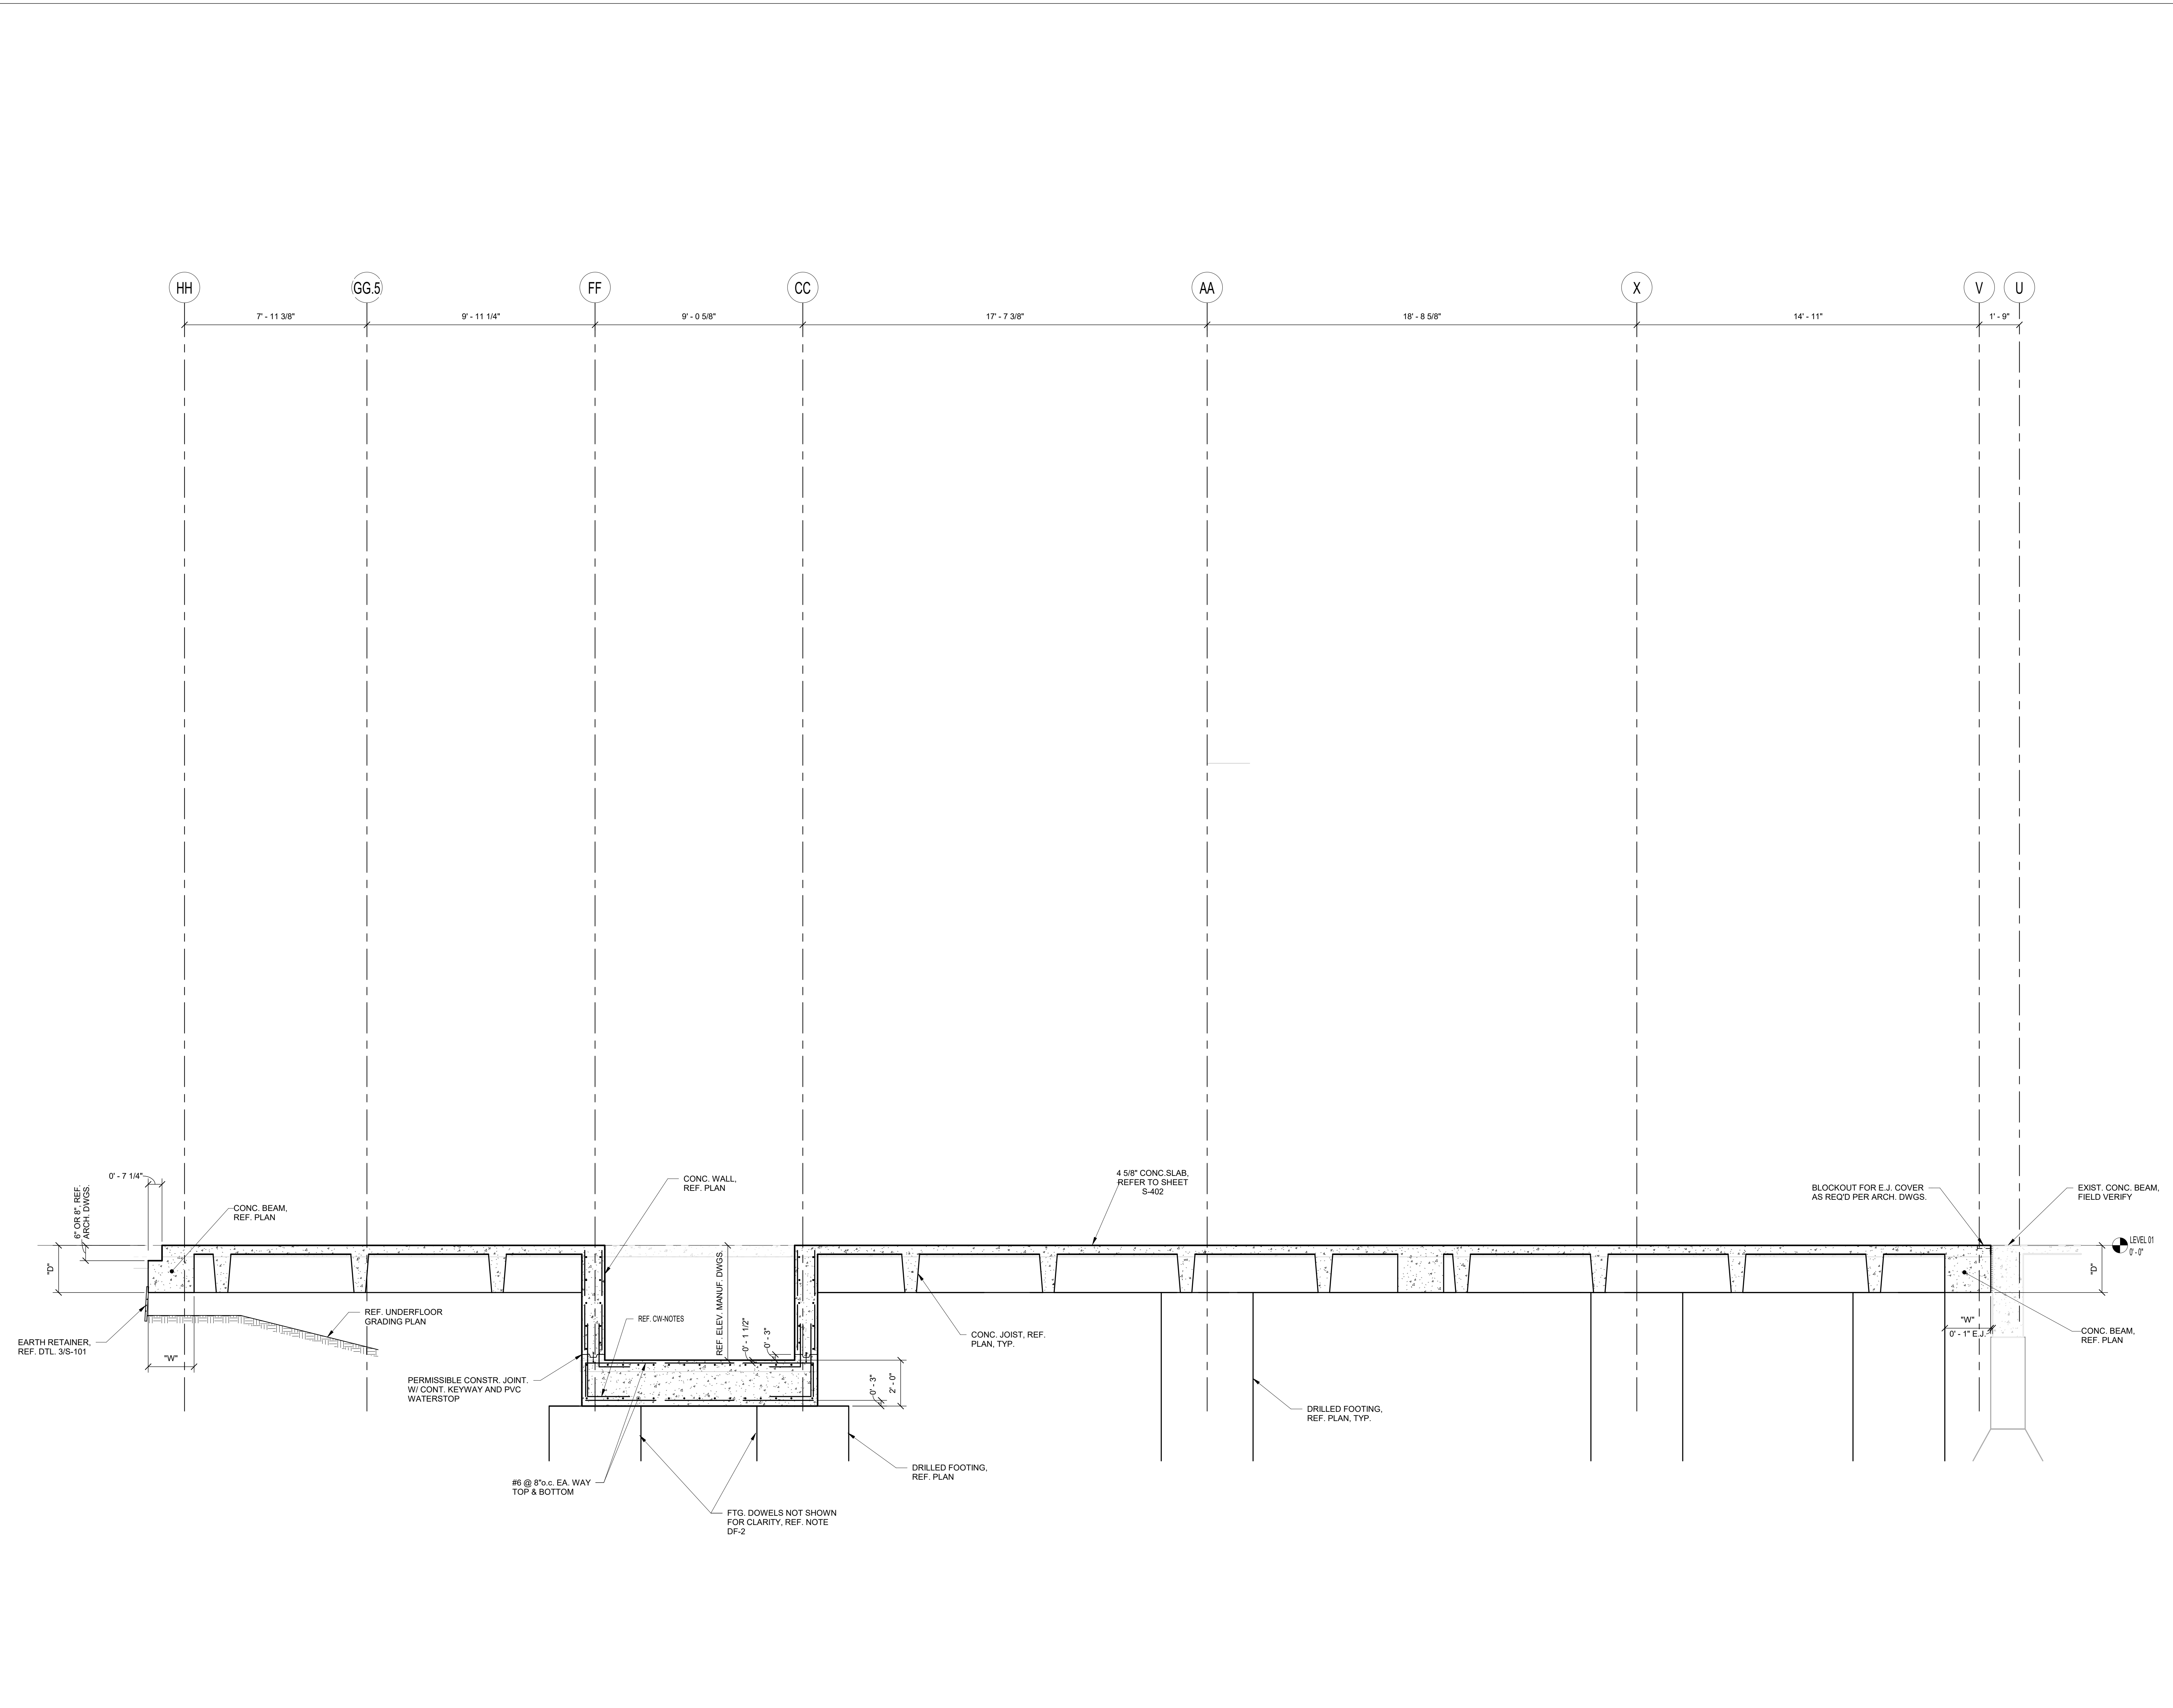 HH
GG.5
FF
CC
AA
X
V
U
7' - 11 3/8"
9' - 11 1/4"
9' - 0 5/8"
17' - 7 3/8"
18' - 8 5/8"
14' - 11"
1' - 9"
0' - 7 1/4"
6" OR 8", REF.
ARCH. DWGS.
CONC. BEAM,
REF. PLAN
"D"
EARTH RETAINER,
REF. DTL. 3/S-101
"W"
REF. UNDERFLOOR
GRADING PLAN
CONC. WALL,
REF. PLAN
REF. CW-NOTES
REF. ELEV. MANUF. DWGS.
0' - 1 1/2"
0' - 3"
PERMISSIBLE CONSTR. JOINT.
W/ CONT. KEYWAY AND PVC
WATERSTOP
0' - 3"
2' - 0"
#6 @ 8"o.c. EA. WAY
TOP & BOTTOM
FTG. DOWELS NOT SHOWN
FOR CLARITY, REF. NOTE
DF-2
DRILLED FOOTING,
REF. PLAN
4 5/8" CONC.SLAB,
REFER TO SHEET
S-402
CONC. JOIST, REF.
PLAN, TYP.
DRILLED FOOTING,
REF. PLAN, TYP.
BLOCKOUT FOR E.J. COVER
AS REQ'D PER ARCH. DWGS.
EXIST. CONC. BEAM,
FIELD VERIFY
LEVEL 01
0' - 0"
"D"
"W"
0' - 1" E.J.
CONC. BEAM,
REF. PLAN